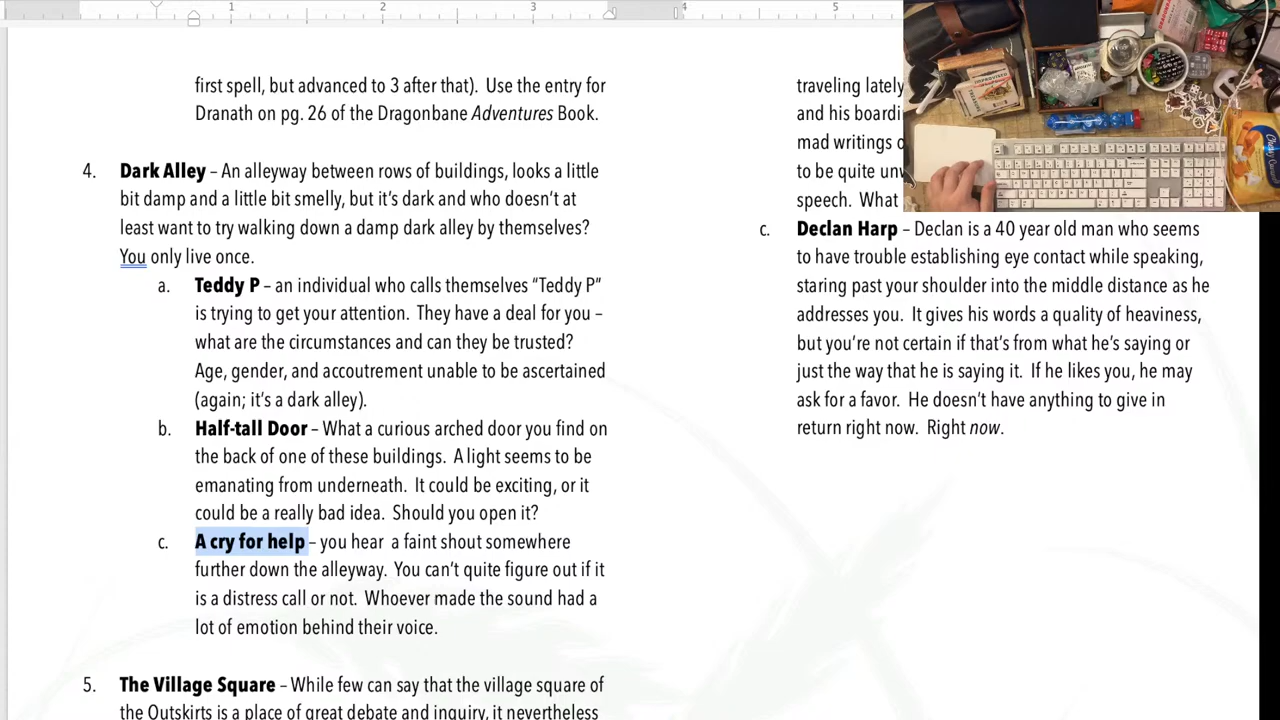 1 2 3 4 5
first spell, but advanced to 3 after that). Use the entry for
Dranath on pg. 26 of the Dragonbane Adventures Book.
4. Dark Alley – An alleyway between rows of buildings, looks a little
bit damp and a little bit smelly, but it's dark and who doesn't at
least want to try walking down a damp dark alley by themselves?
You only live once.
a. Teddy P – an individual who calls themselves “Teddy P”
is trying to get your attention. They have a deal for you –
what are the circumstances and can they be trusted?
Age, gender, and accoutrement unable to be ascertained
(again; it's a dark alley).
b. Half-tall Door – What a curious arched door you find on
the back of one of these buildings. A light seems to be
emanating from underneath. It could be exciting, or it
could be a really bad idea. Should you open it?
c. A cry for help – you hear a faint shout somewhere
further down the alleyway. You can't quite figure out if it
is a distress call or not. Whoever made the sound had a
lot of emotion behind their voice.
5. The Village Square – While few can say that the village square of
the Outskirts is a place of great debate and inquiry, it nevertheless
traveling lately
and his boardi
mad writings
to be quite
speech. What
c. Declan Harp – Declan is a 40 year old man who seems
to have trouble establishing eye contact while speaking,
staring past your shoulder into the middle distance as he
addresses you. It gives his words a quality of heaviness,
but you're not certain if that's from what he's saying or
just the way that he is saying it. If he likes you, he may
ask for a favor. He doesn't have anything to give in
return right now. Right now.